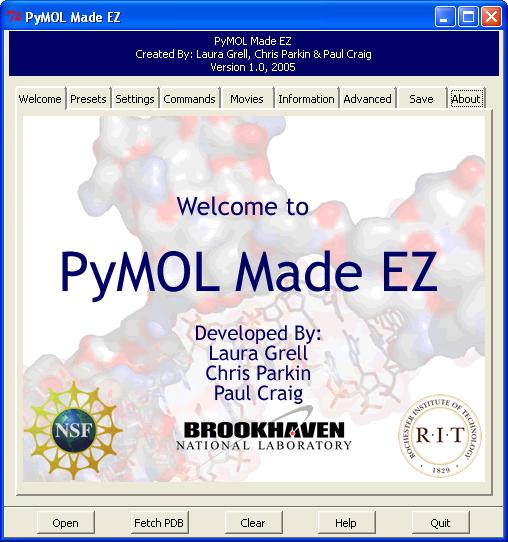 PyMOL Made EZ
PyMOL Made EZ
Created By: Laura Grell, Chris Parkin & Paul Craig
Version 1.0, 2005
Welcome Presets Settings Commands Movies Information Advanced Save About
Welcome to
PyMOL Made EZ
Developed By:
Laura Grell
Chris Parkin
Paul Craig
NSF
BROOKHAVEN
NATIONAL LABORATORY
ROCHESTER INSTITUTE OF TECHNOLOGY
R·I·T
1829
Open Fetch PDB Clear Help Quit